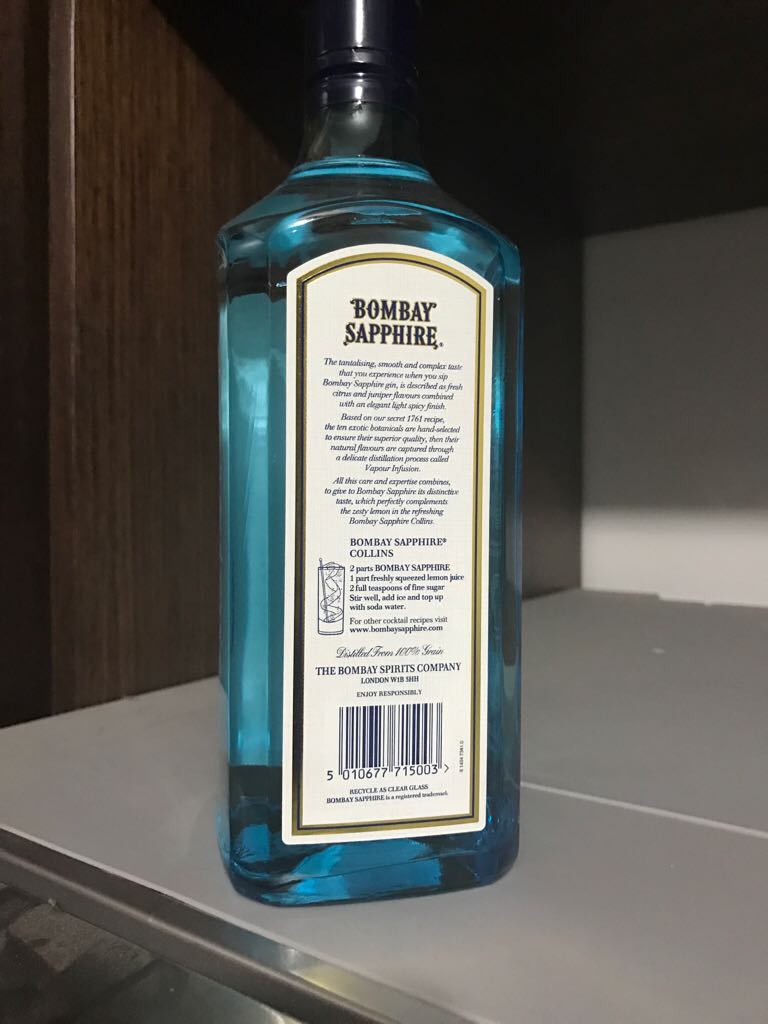 BOMBAY
SAPPHIRE®
The tantalising, smooth and complex taste
that you experience when you sip
Bombay Sapphire gin, is described as fresh
citrus and juniper flavours combined
with an elegant light spicy finish.
Based on our secret 1761 recipe,
the ten exotic botanicals are hand-selected
to ensure their superior quality, then their
natural flavours are captured through
a delicate distillation process called
Vapour Infusion.
All this care and expertise combines,
to give to Bombay Sapphire its distinctive
taste, which perfectly complements
the zesty lemon in the refreshing
Bombay Sapphire Collins.
BOMBAY SAPPHIRE®
COLLINS
2 parts BOMBAY SAPPHIRE
1 part freshly squeezed lemon juice
2 full teaspoons of fine sugar
Stir well, add ice and top up
with soda water.
For other cocktail recipes visit
www.bombaysapphire.com
Distilled From 100% Grain
THE BOMBAY SPIRITS COMPANY
LONDON W1B 5HH
ENJOY RESPONSIBLY
5 010677 715003 >
RECYCLE AS CLEAR GLASS
BOMBAY SAPPHIRE is a registered trademark